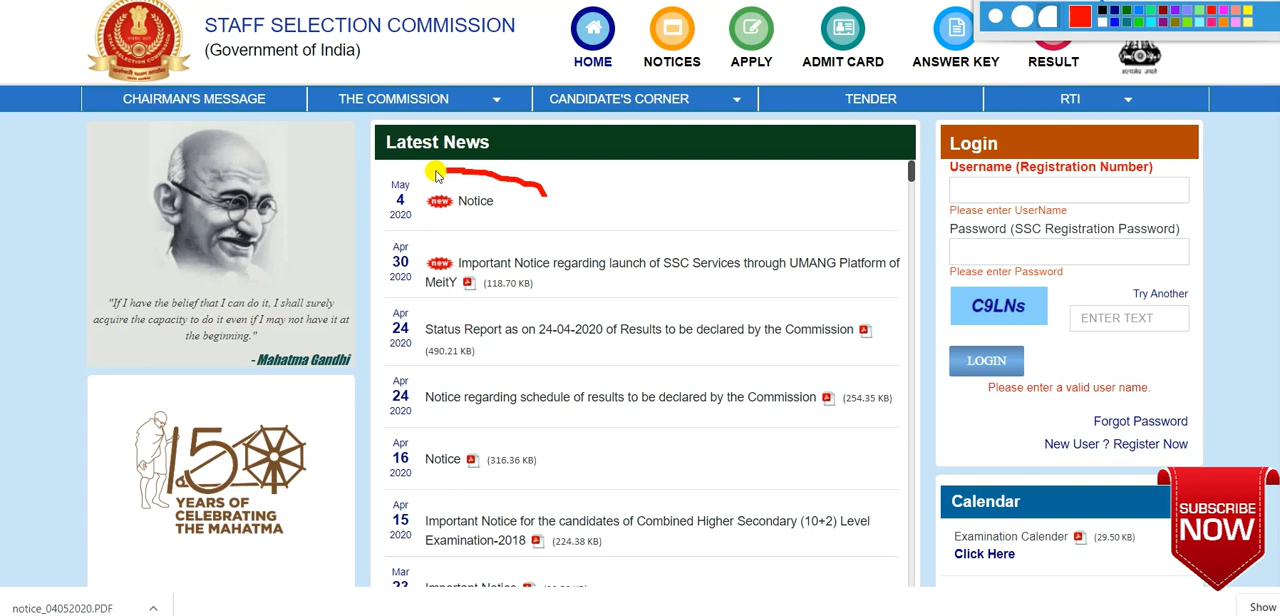 STAFF SELECTION COMMISSION
(Government of India)
HOME
NOTICES
APPLY
ADMIT CARD
ANSWER KEY
RESULT
CHAIRMAN'S MESSAGE
THE COMMISSION
CANDIDATE'S CORNER
TENDER
RTI
"If I have the belief that I can do it, I shall surely
acquire the capacity to do it even if I may not have it at
the beginning."
- Mahatma Gandhi
150
YEARS OF
CELEBRATING
THE MAHATMA
Latest News
May
4
2020
new Notice
Apr
30
2020
new Important Notice regarding launch of SSC Services through UMANG Platform of
MeitY (118.70 KB)
Apr
24
2020
Status Report as on 24-04-2020 of Results to be declared by the Commission
(490.21 KB)
Apr
24
2020
Notice regarding schedule of results to be declared by the Commission (254.35 KB)
Apr
16
2020
Notice (316.36 KB)
Apr
15
2020
Important Notice for the candidates of Combined Higher Secondary (10+2) Level
Examination-2018 (224.38 KB)
Mar
23
Important Notice
Login
Username (Registration Number)
Please enter UserName
Password (SSC Registration Password)
Please enter Password
C9LNs
Try Another
ENTER TEXT
LOGIN
Please enter a valid user name.
Forgot Password
New User ? Register Now
Calendar
Examination Calender (29.50 KB)
Click Here
SUBSCRIBE
NOW
notice_04052020.PDF
Show